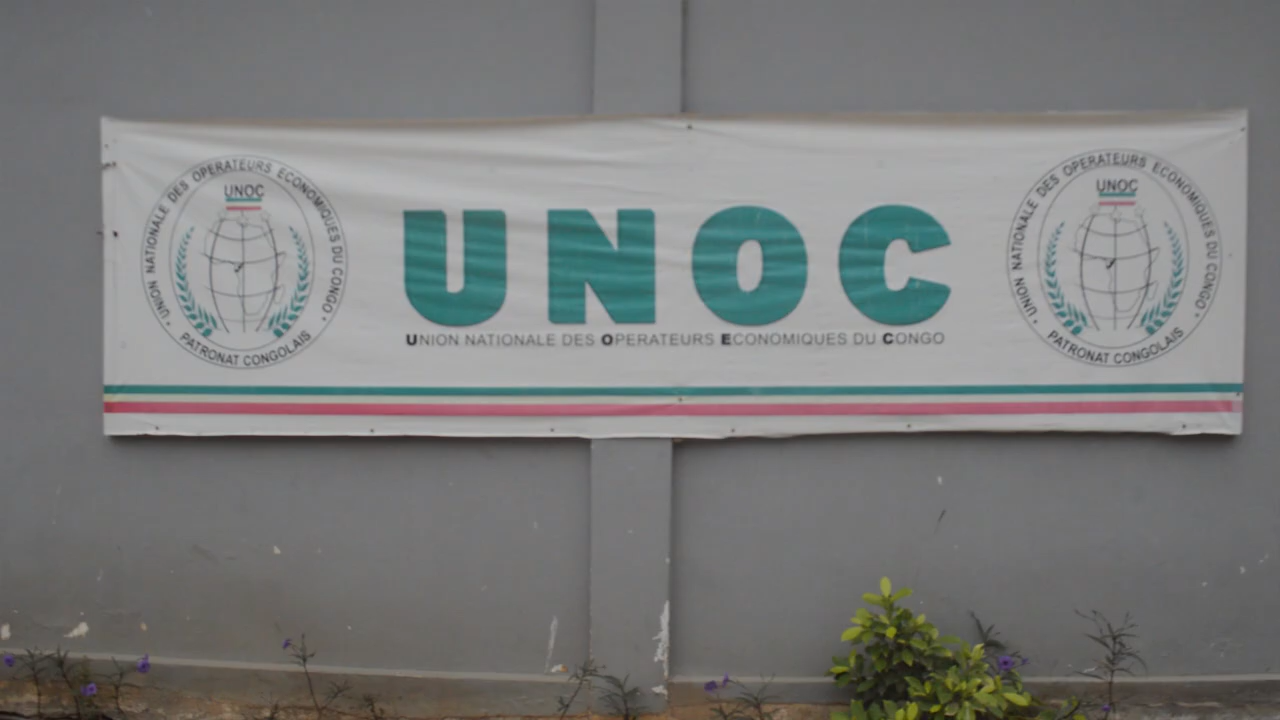 UNION NATIONALE DES OPERATEURS ECONOMIQUES DU CONGO
UNOC
PATRONAT CONGOLAIS
UNOC
UNION NATIONALE DES OPERATEURS ECONOMIQUES DU CONGO
UNION NATIONALE DES OPERATEURS ECONOMIQUES DU CONGO
UNOC
PATRONAT CONGOLAIS